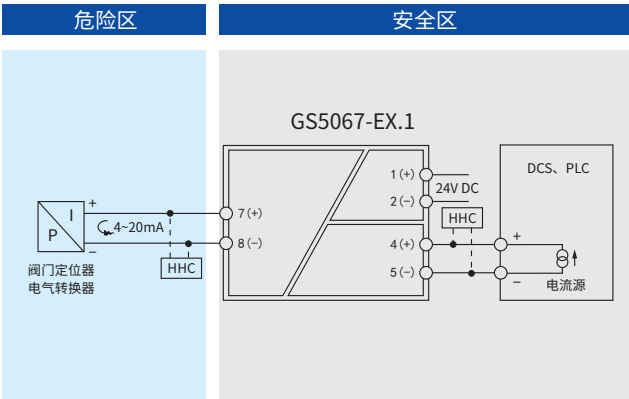 危险区
安全区
GS5067-EX.1
1(+)
24V DC
2(−)
HHC
DCS、PLC
I
P
+
−
4~20mA
HHC
阀门定位器
电气转换器
7(+)
8(−)
4(+)
5(−)
+
−
电流源